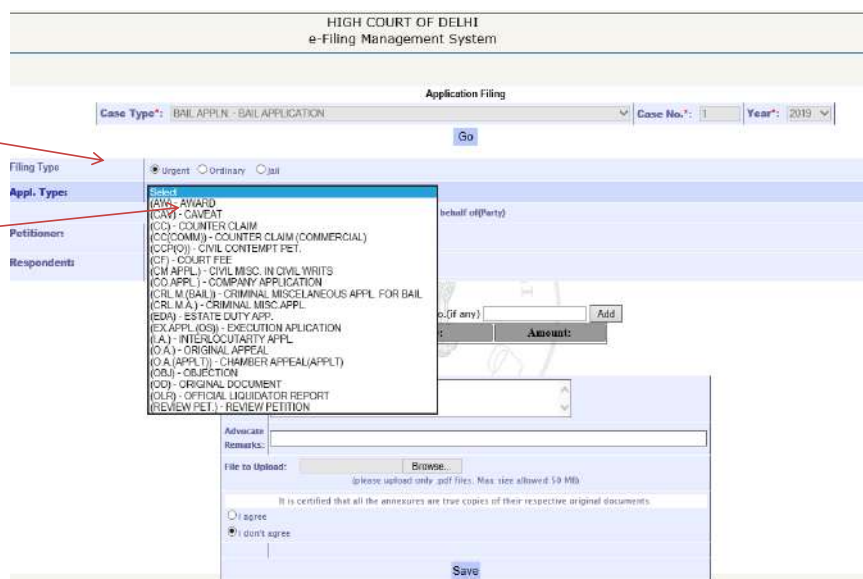 HIGH COURT OF DELHI
e-Filing Management System
Application Filing
Case Type*: BAIL APPLN. - BAIL APPLICATION Case No.*: 1 Year*: 2019
Go
Filing Type Urgent Ordinary Jail
Appl. Type: Select
(AW) - AWARD
(CAV) - CAVEAT
behalf of(Party)
(CC) - COUNTER CLAIM
Petitioner:
(CC(COMM)) - COUNTER CLAIM (COMMERCIAL)
(CCP(O)) - CIVIL CONTEMPT PET.
(CF) - COURT FEE
(CM APPL.) - CIVIL MISC. IN CIVIL WRITS
Respondent:
(CO.APPL.) - COMPANY APPLICATION
(CRL.M.(BAIL)) - CRIMINAL MISCELANEOUS APPL. FOR BAIL
(CRL.M.A.) - CRIMINAL MISC.APPL.
(EDA) - ESTATE DUTY APP.
o.(if any) Add
(EX.APPL.(OS)) - EXECUTION APLICATION
(I.A.) - INTERLOCUTARTY APPL.
: Amount:
(O.A.) - ORIGINAL APPEAL
(O.A.(APPLT)) - CHAMBER APPEAL(APPLT)
(OBJ) - OBJECTION
(OD) - ORIGINAL DOCUMENT
(OLR) - OFFICIAL LIQUIDATOR REPORT
(REVIEW PET.) - REVIEW PETITION
Advocate
Remarks:
File to Upload: Browse...
(please upload only .pdf files. Max size allowed 50 MB)
It is certified that all the annexures are true copies of their respective original documents.
I agree
I don't agree
Save